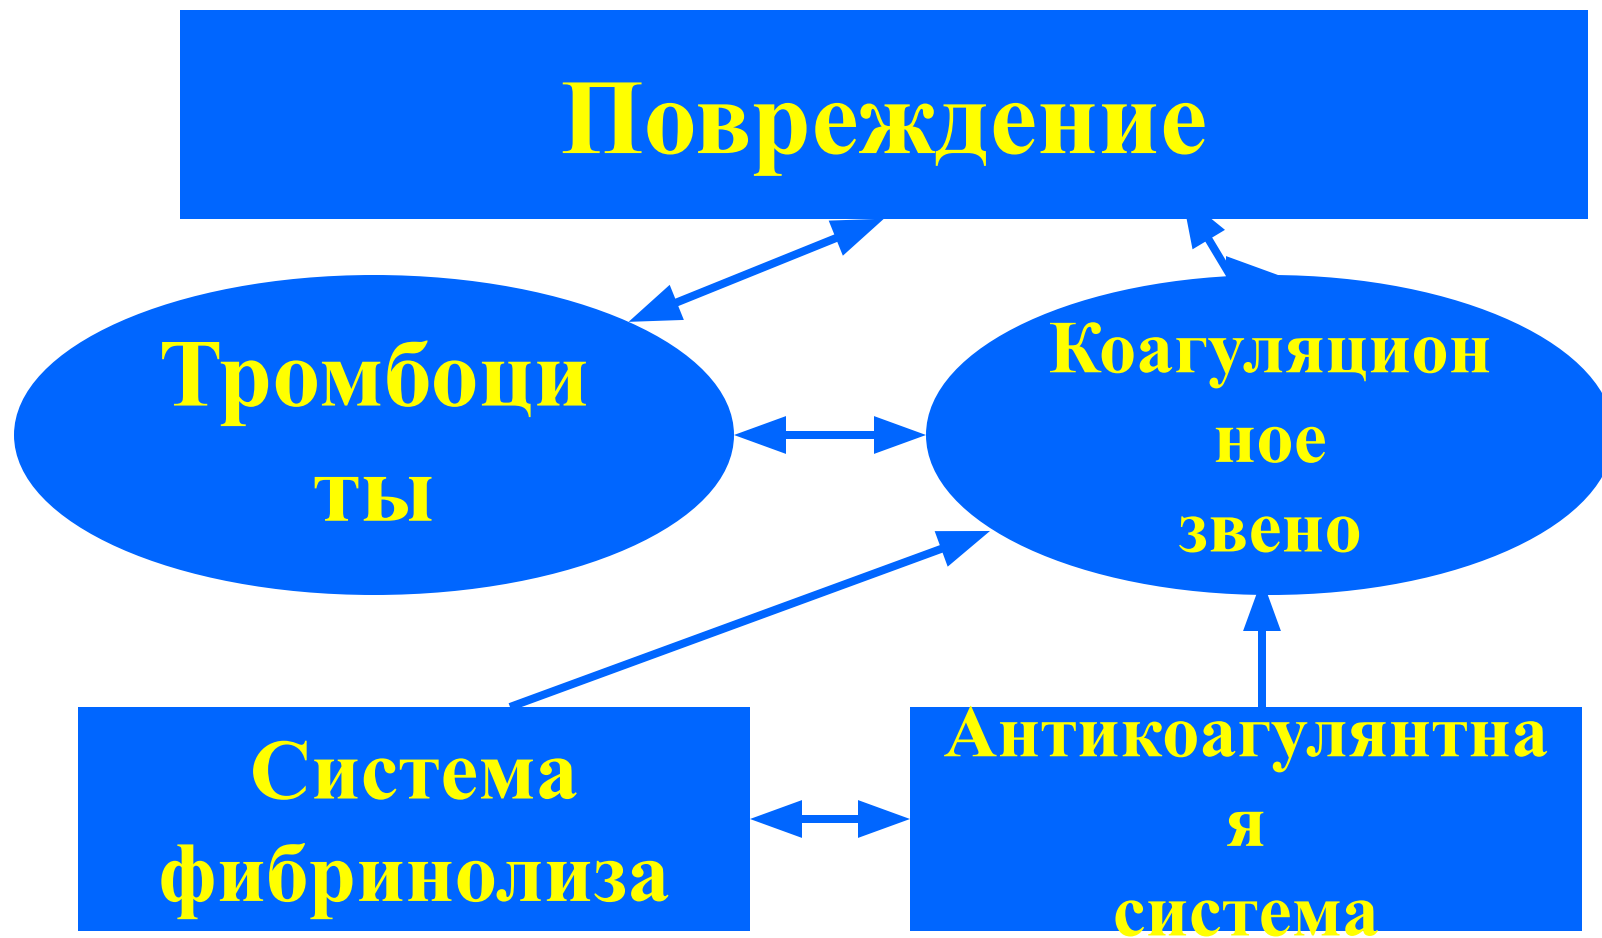 Повреждение
Тромбоци
ты
Коагуляцион
ное
звено
Система
фибринолиза
Антикоагулянтна
я
система